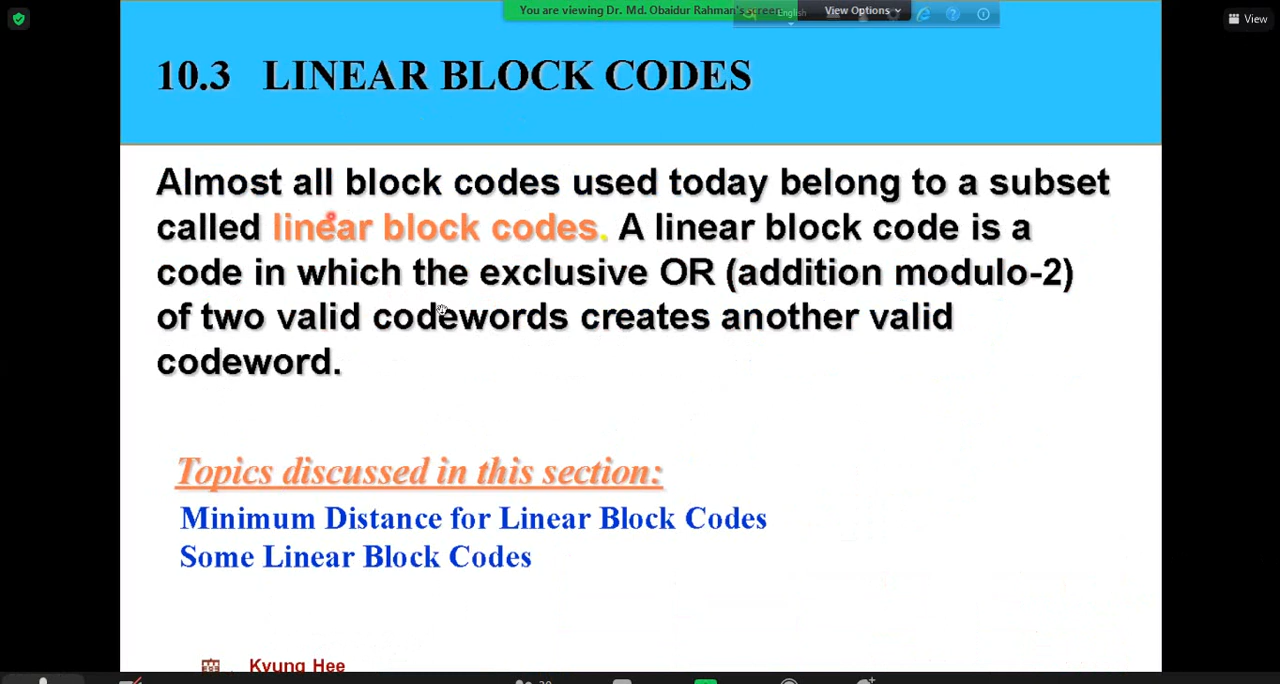 You are viewing Dr. Md. Obaidur Rahman's screen
English
View Options
View
10.3 LINEAR BLOCK CODES
Almost all block codes used today belong to a subset
called linear block codes. A linear block code is a
code in which the exclusive OR (addition modulo-2)
of two valid codewords creates another valid
codeword.
Topics discussed in this section:
Minimum Distance for Linear Block Codes
Some Linear Block Codes
Kyung Hee